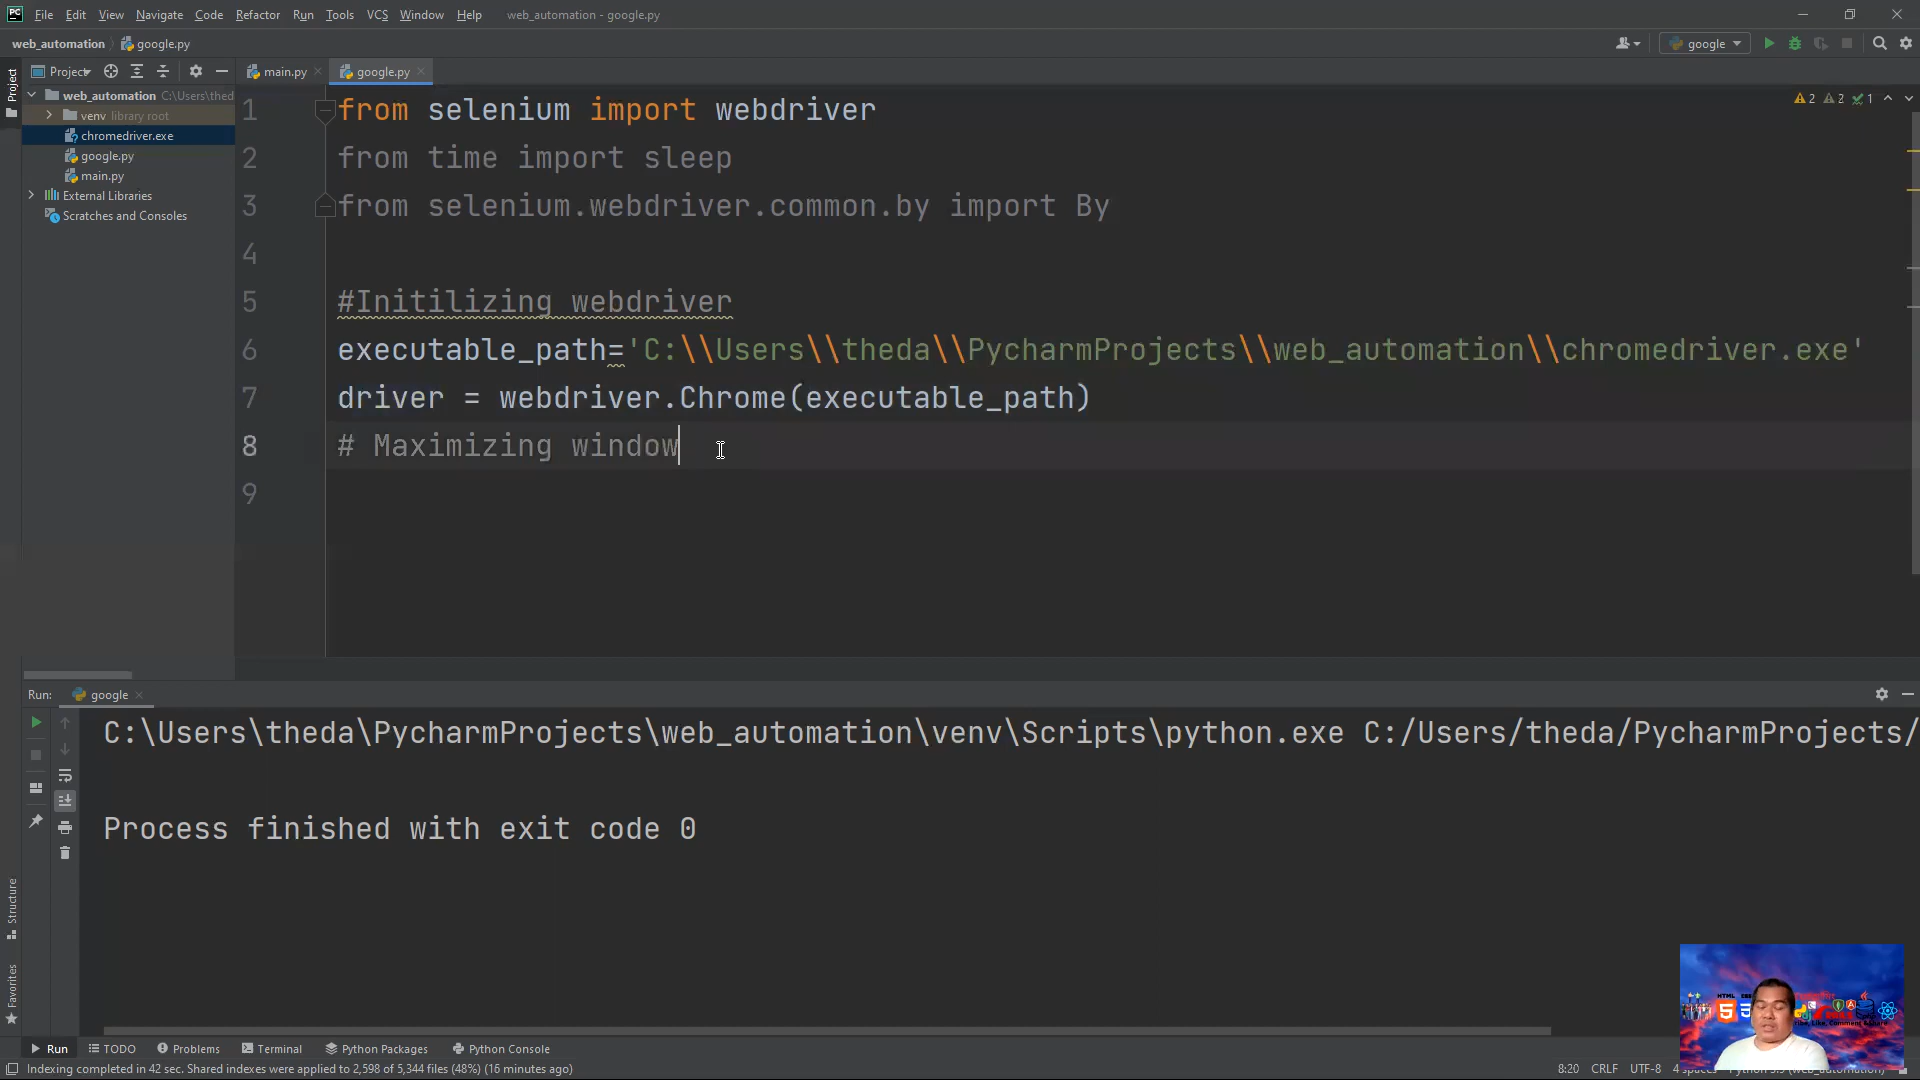 File Edit View Navigate Code Refactor Run Tools VCS Window Help web_automation - google.py
web_automation google.py google
Project main.py google.py
Project
web_automation C:\Users\thed
venv library root
chromedriver.exe
google.py
main.py
External Libraries
Scratches and Consoles
2 2 1
1 from selenium import webdriver
2 from time import sleep
3 from selenium.webdriver.common.by import By
4
5 #Initilizing webdriver
6 executable_path='C:\\Users\\theda\\PycharmProjects\\web_automation\\chromedriver.exe'
7 driver = webdriver.Chrome(executable_path)
8 # Maximizing window
9
Run: google
C:\Users\theda\PycharmProjects\web_automation\venv\Scripts\python.exe C:/Users/theda/PycharmProjects/
Process finished with exit code 0
Structure
Favorites
Run TODO Problems Terminal Python Packages Python Console
Indexing completed in 42 sec. Shared indexes were applied to 2,598 of 5,344 files (48%) (16 minutes ago) 8:20 CRLF UTF-8 4 spaces